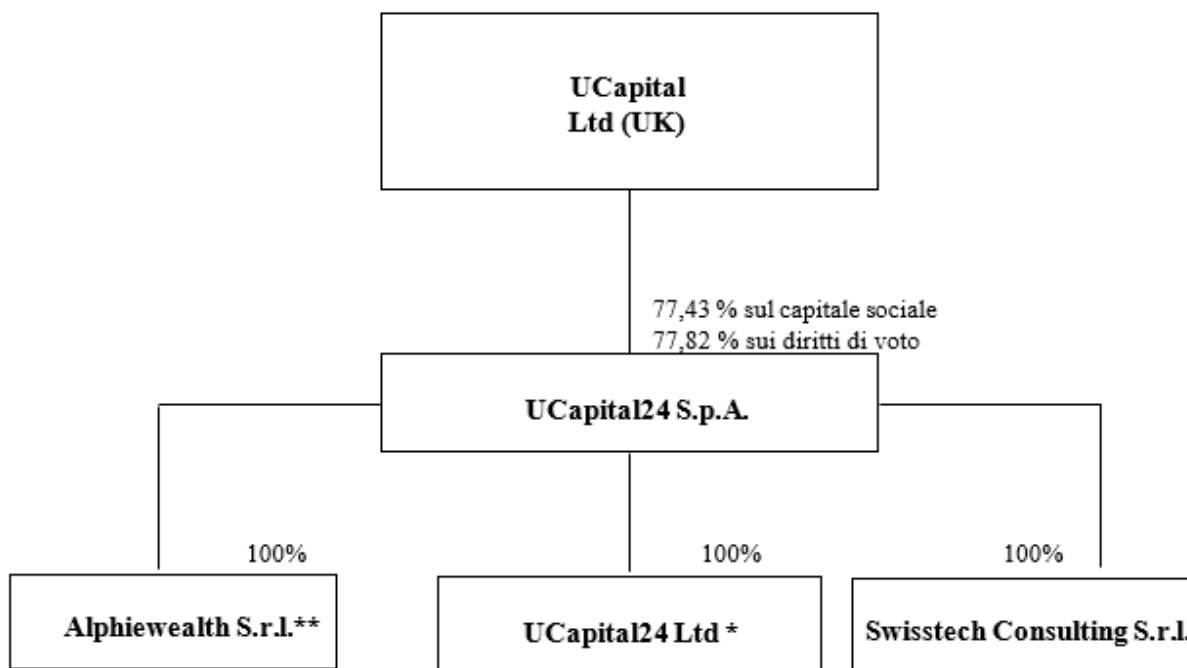 UCapital
Ltd (UK)
77,43 % sul capitale sociale
77,82 % sui diritti di voto
UCapital24 S.p.A.
100%
100%
100%
Alphiewealth S.r.l.**
UCapital24 Ltd *
Swisstech Consulting S.r.l.